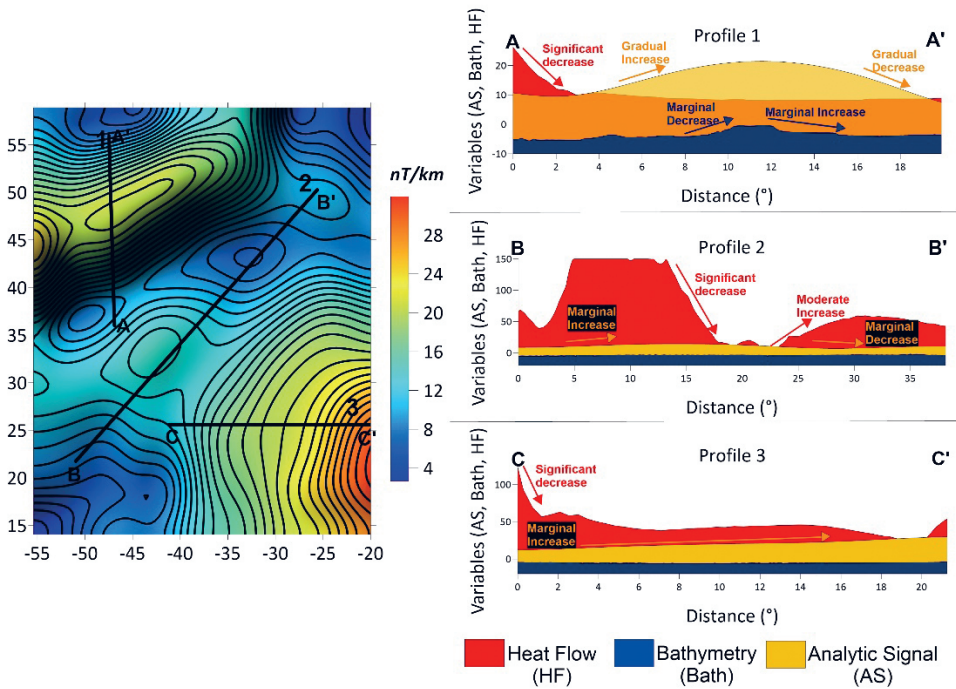 1
A'
2
B'
A
B
C
3
C'
55
50
45
40
35
30
25
20
15
-55
-50
-45
-40
-35
-30
-25
-20
nT/km
28
24
20
16
12
8
4
Profile 1
A
A'
Significant
decrease
Gradual
Increase
Gradual
Decrease
Marginal
Decrease
Marginal Increase
Variables (AS, Bath, HF)
20
10
0
-10
0
2
4
6
8
10
12
14
16
18
Distance (°)
Profile 2
B
B'
Significant
decrease
Moderate
Increase
Marginal
Increase
Marginal
Decrease
Variables (AS, Bath, HF)
150
100
50
0
0
5
10
15
20
25
30
35
Distance (°)
Profile 3
C
C'
Significant
decrease
Marginal
Increase
Variables (AS, Bath, HF)
100
50
0
0
2
4
6
8
10
12
14
16
18
20
Distance (°)
Heat Flow
(HF)
Bathymetry
(Bath)
Analytic Signal
(AS)